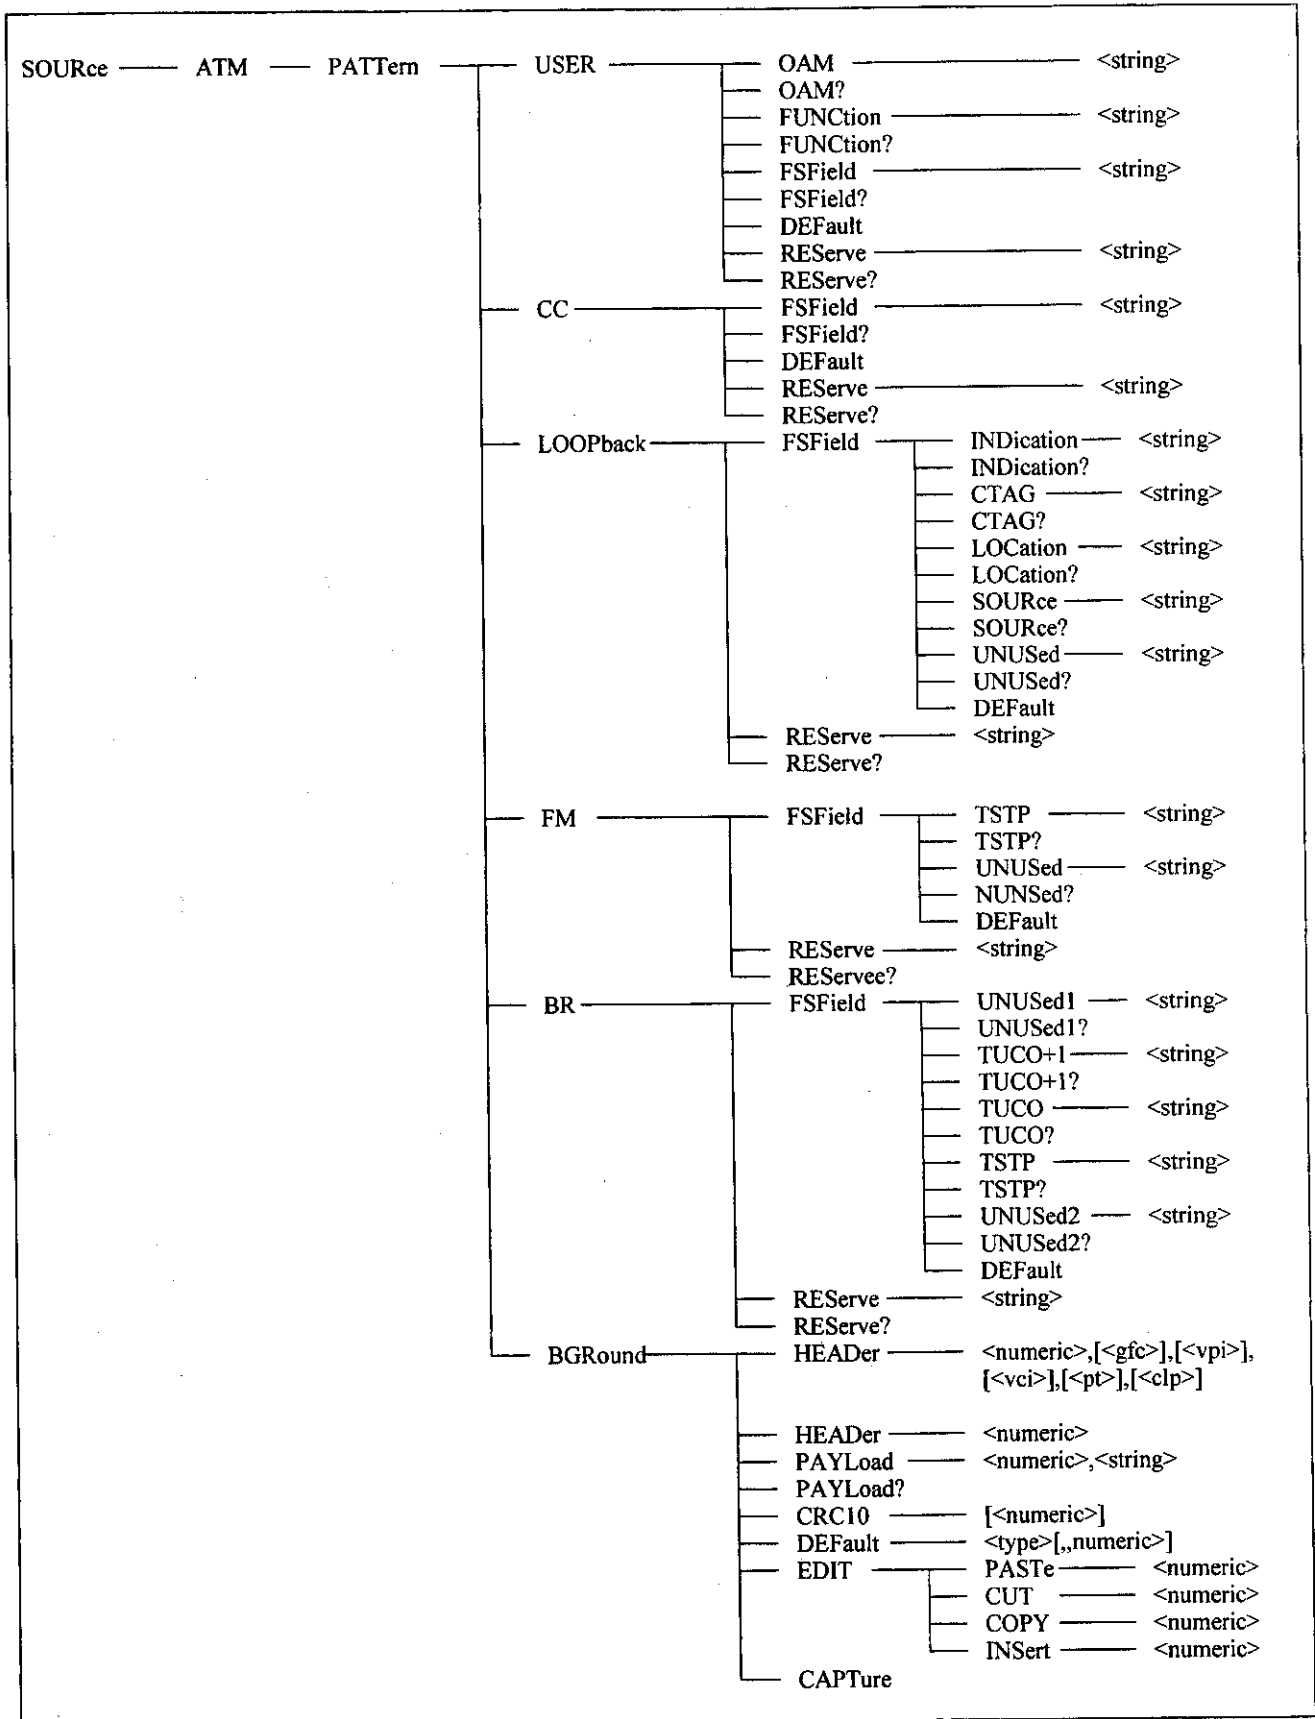 SOURce ATM PATTern USER OAM <string>
OAM?
FUNCtion <string>
FUNCtion?
FSField <string>
FSField?
DEFault
REServe <string>
REServe?
CC FSField <string>
FSField?
DEFault
REServe <string>
REServe?
LOOPback FSField INDication <string>
INDication?
CTAG <string>
CTAG?
LOCation <string>
LOCation?
SOURce <string>
SOURce?
UNUSed <string>
UNUSed?
DEFault
REServe <string>
REServe?
FM FSField TSTP <string>
TSTP?
UNUSed <string>
NUNSed?
DEFault
REServe <string>
REServee?
BR FSField UNUSed1 <string>
UNUSed1?
TUCO+1 <string>
TUCO+1?
TUCO <string>
TUCO?
TSTP <string>
TSTP?
UNUSed2 <string>
UNUSed2?
DEFault
REServe <string>
REServe?
BGRound HEADer <numeric>,[<gfc>],[<vpi>],
[<vci>],[<pt>],[<clp>]
HEADer <numeric>
PAYLoad <numeric>,<string>
PAYLoad?
CRC10 [<numeric>]
DEFault <type>[,,numeric>]
EDIT PASTe <numeric>
CUT <numeric>
COPY <numeric>
INSert <numeric>
CAPTure